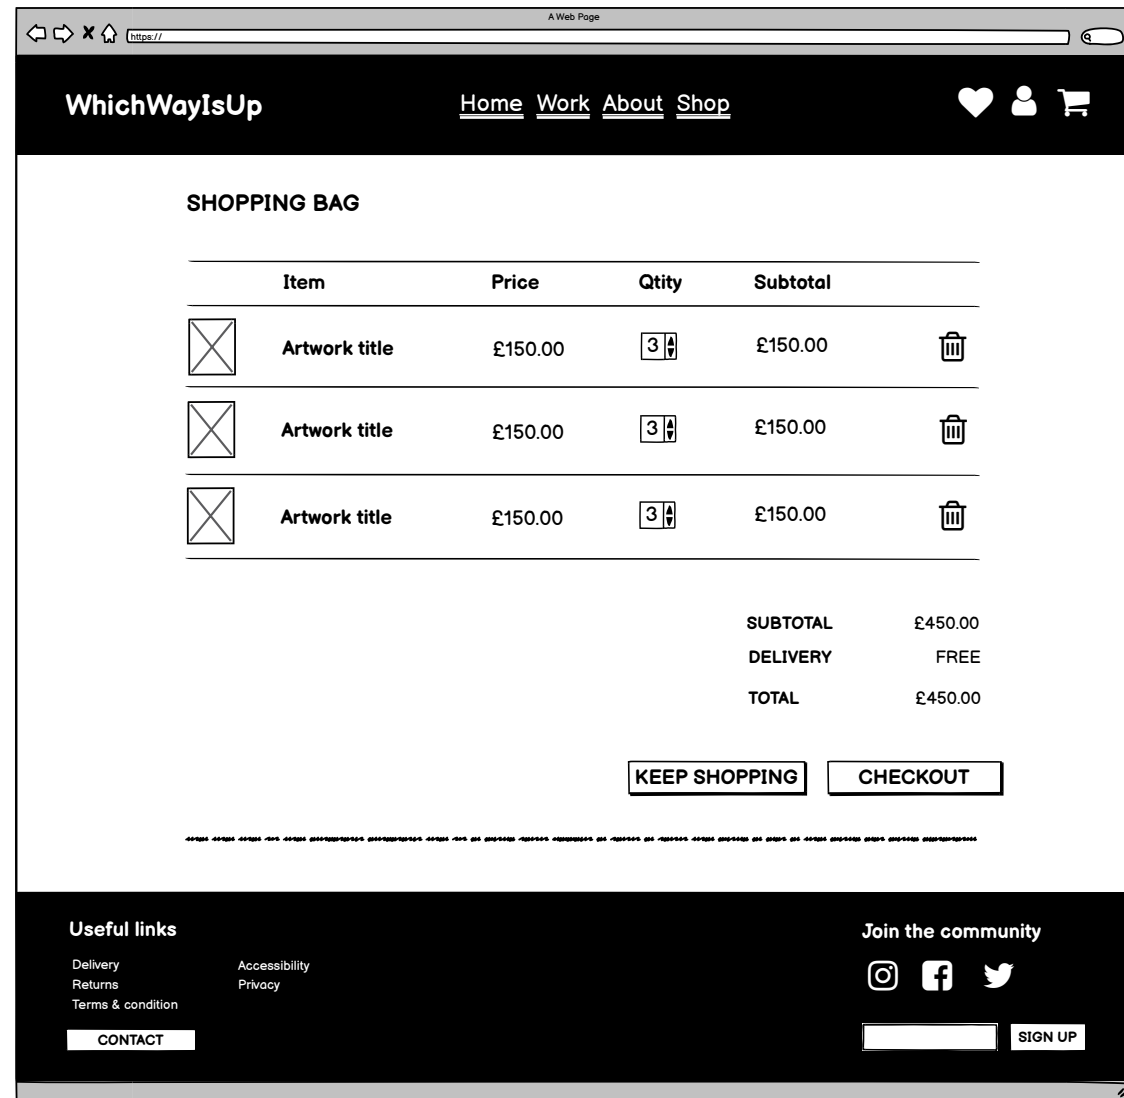 A Web Page
https://
WhichWayIsUp
Home Work About Shop
SHOPPING BAG
Item Price Qtity Subtotal
Artwork title £150.00 3 £150.00
Artwork title £150.00 3 £150.00
Artwork title £150.00 3 £150.00
SUBTOTAL £450.00
DELIVERY FREE
TOTAL £450.00
KEEP SHOPPING CHECKOUT
Useful links
Delivery Accessibility
Returns Privacy
Terms & condition
CONTACT
Join the community
SIGN UP